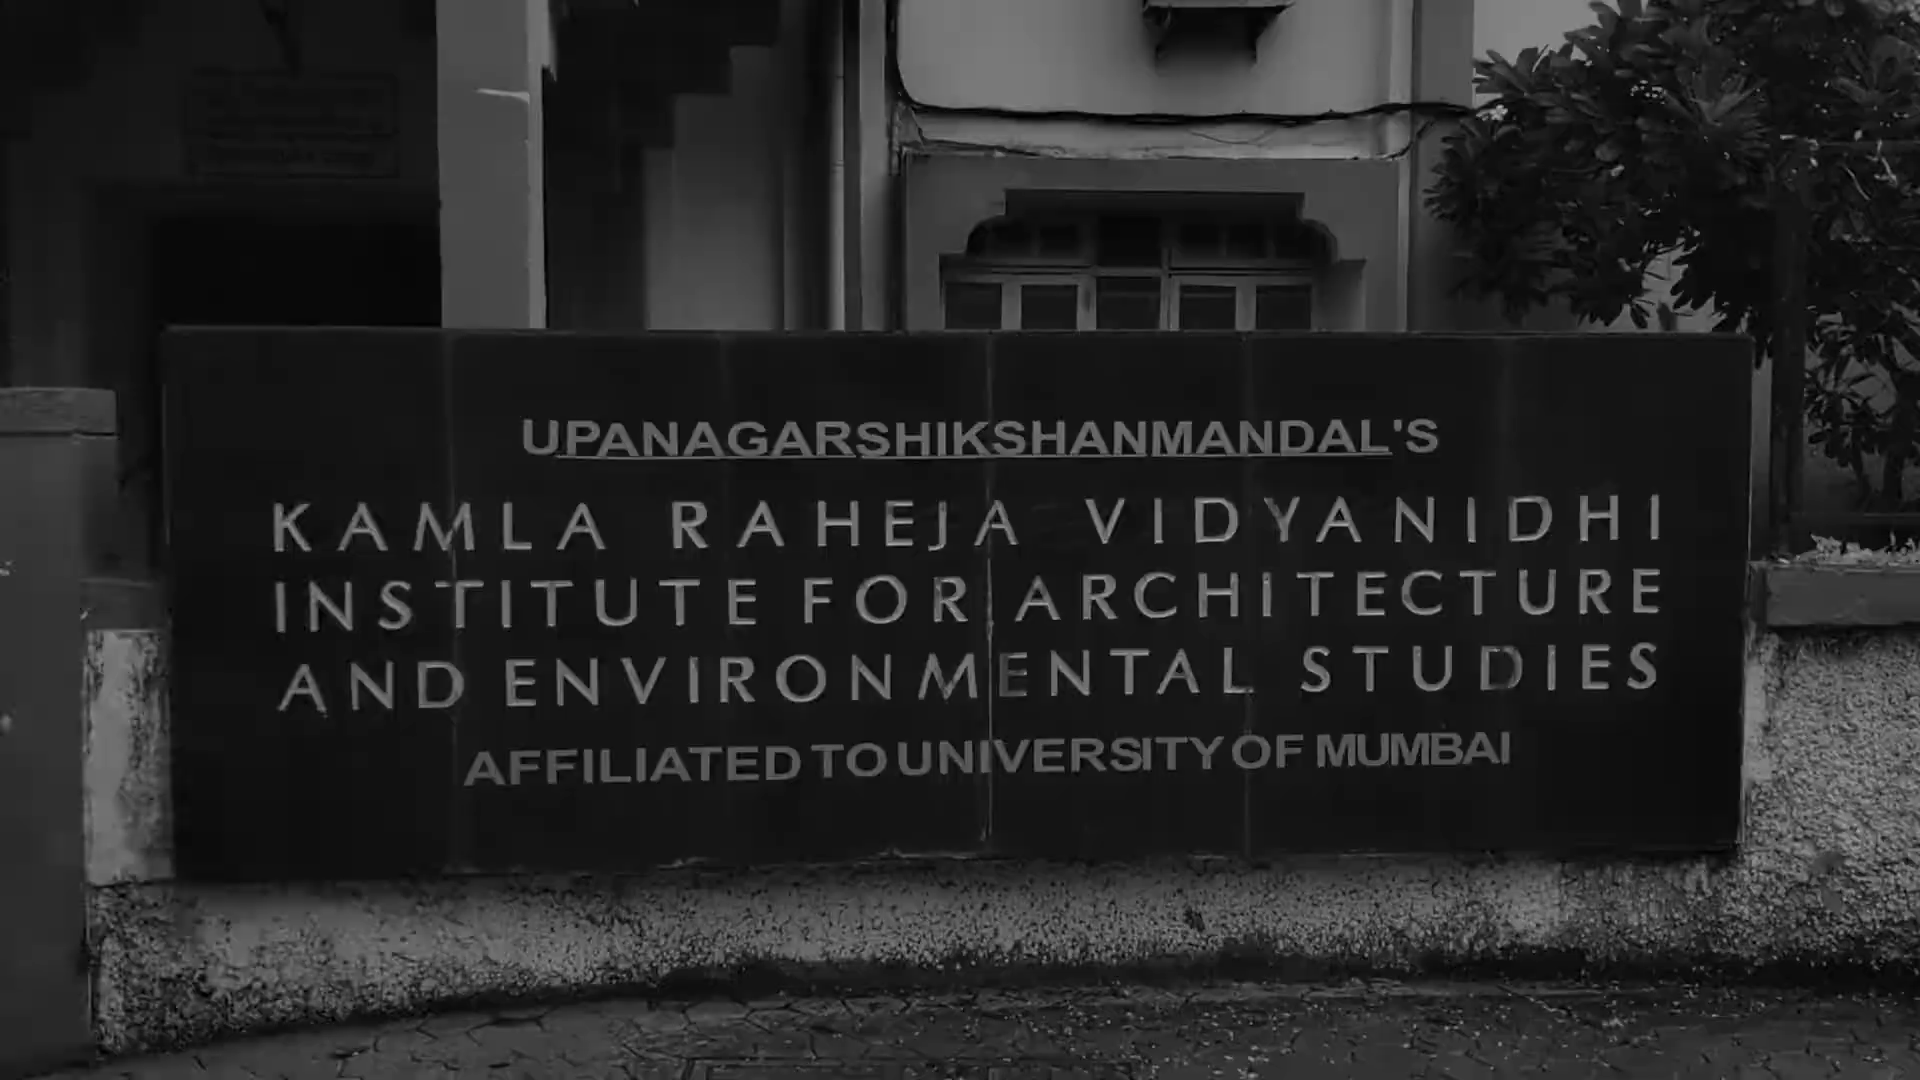 UPANAGARSHIKSHANMANDAL'S
KAMLA RAHEJA VIDYANIDHI
INSTITUTE FOR ARCHITECTURE
AND ENVIRONMENTAL STUDIES
AFFILIATED TO UNIVERSITY OF MUMBAI